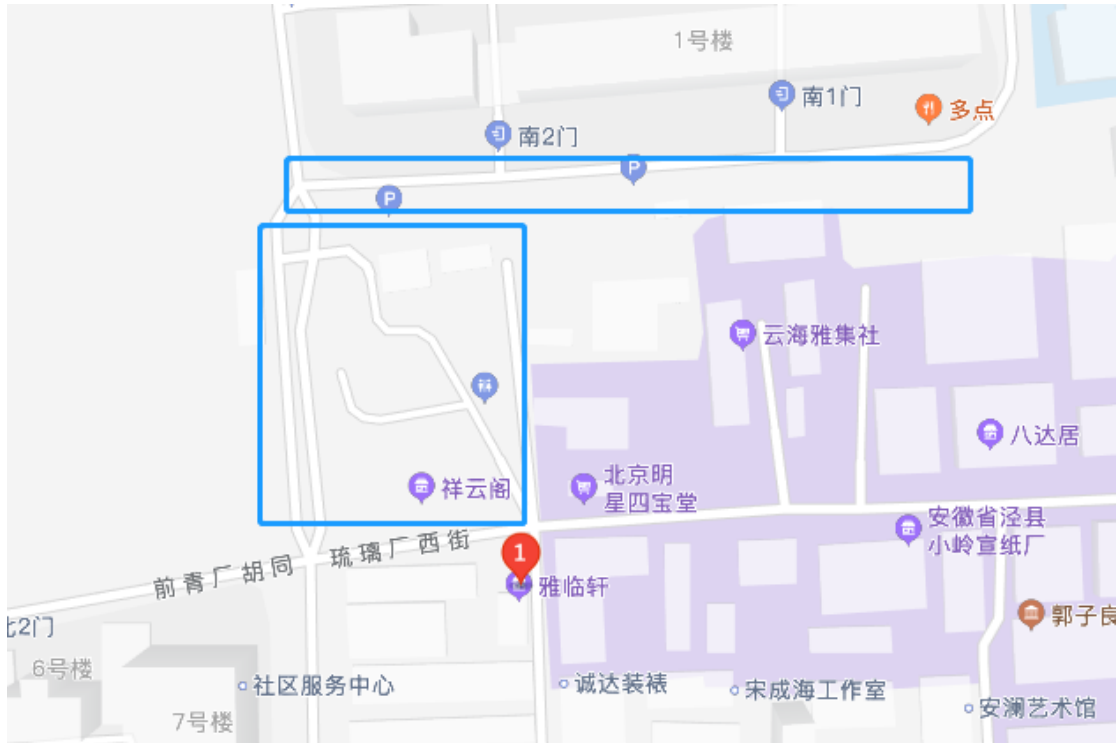 1号楼
南1门
多点
南2门
P
P
云海雅集社
八达居
北京明
星四宝堂
祥云阁
安徽省泾县
小岭宣纸厂
琉璃厂西街
前青厂胡同
1
雅临轩
郭子良
北2门
6号楼
社区服务中心
诚达装裱
宋成海工作室
安澜艺术馆
7号楼